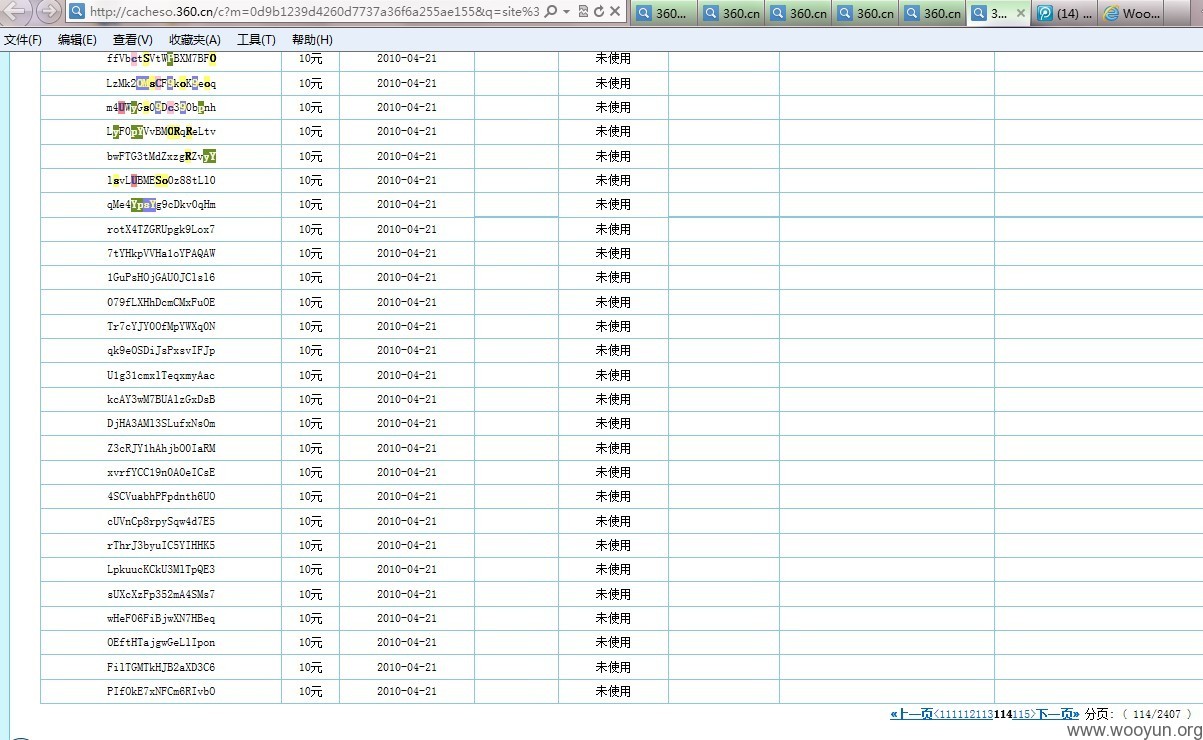 http://cacheso.360.cn/c?m=0d9b1239d4260d7737a36f6a255ae155&q=site%3
360...
360.cn
360.cn
360.cn
360.cn
3...
(14) ...
Woo...
文件(F) 编辑(E) 查看(V) 收藏夹(A) 工具(T) 帮助(H)
ffVbctSVtWpBXM7BFO 10元 2010-04-21 未使用
10元 2010-04-21 未使用
10元 2010-04-21 未使用
LyF0pYVvBMORqReLtv 10元 2010-04-21 未使用
bwFTG3tMdZxzgRZvyY 10元 2010-04-21 未使用
lsvLUBMESo0z88tLl0 10元 2010-04-21 未使用
qMe4YpsYg9cDkv0qHm 10元 2010-04-21 未使用
rotX4TZGRUpgk9Lox7 10元 2010-04-21 未使用
7tYHkpVVHa1oYPAQAW 10元 2010-04-21 未使用
1GuPsH0jGAU0JClsl6 10元 2010-04-21 未使用
079fLXHhDcmCMxFuOE 10元 2010-04-21 未使用
Tr7cYJY0OfMpYWXq0N 10元 2010-04-21 未使用
qk9eOSDiJsPxsvIFJp 10元 2010-04-21 未使用
U1g31cmxlTeqxmyAac 10元 2010-04-21 未使用
kcAY3wM7BUAlzGxDsB 10元 2010-04-21 未使用
DjHA3AMl3SLufxNsOm 10元 2010-04-21 未使用
Z3cRJY1hAhjbO0IaRM 10元 2010-04-21 未使用
xvrfYCC19n0AOeICsE 10元 2010-04-21 未使用
4SCVuabhPFpdnth6U0 10元 2010-04-21 未使用
cUVnCp8rpySqw4d7E5 10元 2010-04-21 未使用
rThrJ3byuIC5YIHHK5 10元 2010-04-21 未使用
LpkuucKCkU3MlTpQE3 10元 2010-04-21 未使用
sUXcXzFp352mA4SMs7 10元 2010-04-21 未使用
wHeF06FiBjwXN7HBeq 10元 2010-04-21 未使用
OEftHTajgwGeLlIpon 10元 2010-04-21 未使用
FilTGMTkHJB2aXD3C6 10元 2010-04-21 未使用
PIfOkE7xNFCm6RIvbO 10元 2010-04-21 未使用
«上一页<111112113114115>下一页» 分页:( 114/2407 )
www.wooyun.org